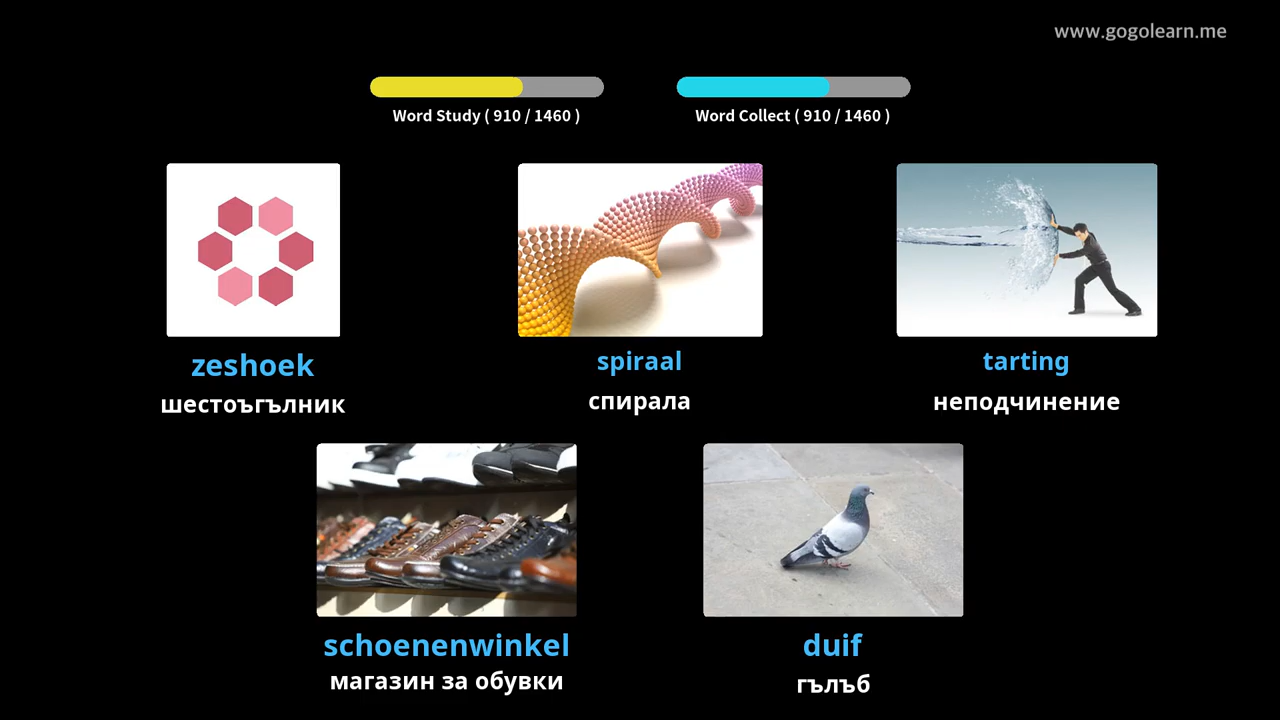 www.gogolearn.me
Word Study ( 910 / 1460 )
Word Collect ( 910 / 1460 )
zeshoek
шестоъгълник
spiraal
спирала
tarting
неподчинение
schoenenwinkel
магазин за обувки
duif
гълъб